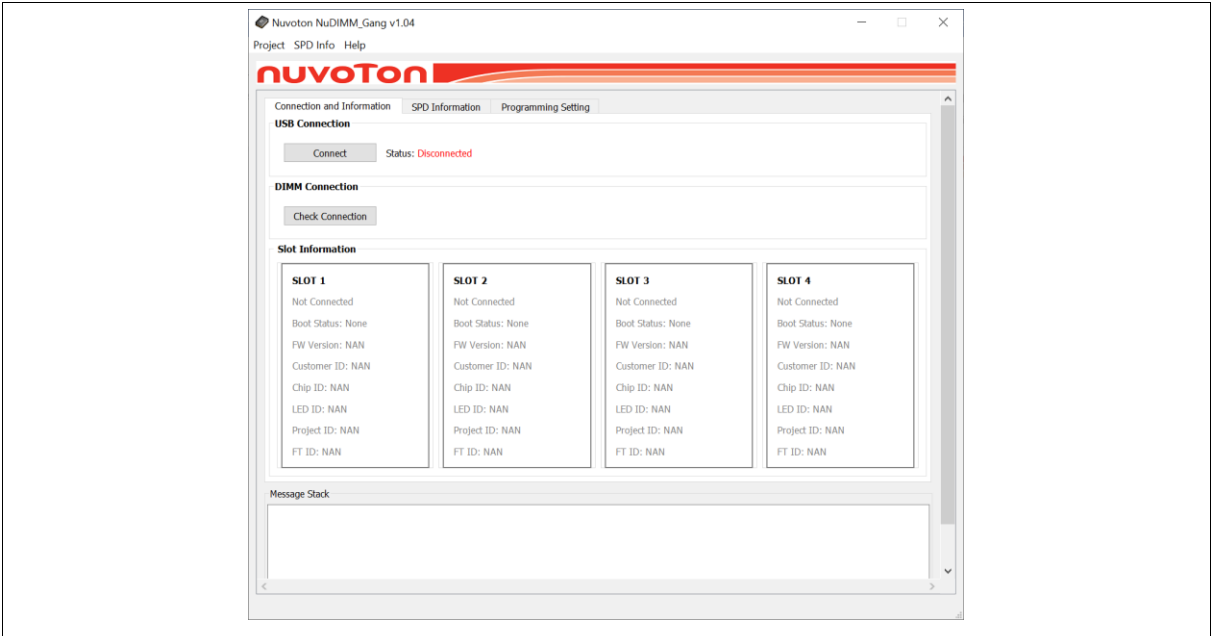 Nuvoton NuDIMM_Gang v1.04
Project SPD Info Help
nuvoTon
Connection and Information SPD Information Programming Setting
USB Connection
Connect Status: Disconnected
DIMM Connection
Check Connection
Slot Information
SLOT 1 SLOT 2 SLOT 3 SLOT 4
Not Connected Not Connected Not Connected Not Connected
Boot Status: None Boot Status: None Boot Status: None Boot Status: None
FW Version: NAN FW Version: NAN FW Version: NAN FW Version: NAN
Customer ID: NAN Customer ID: NAN Customer ID: NAN Customer ID: NAN
Chip ID: NAN Chip ID: NAN Chip ID: NAN Chip ID: NAN
LED ID: NAN LED ID: NAN LED ID: NAN LED ID: NAN
Project ID: NAN Project ID: NAN Project ID: NAN Project ID: NAN
FT ID: NAN FT ID: NAN FT ID: NAN FT ID: NAN
Message Stack